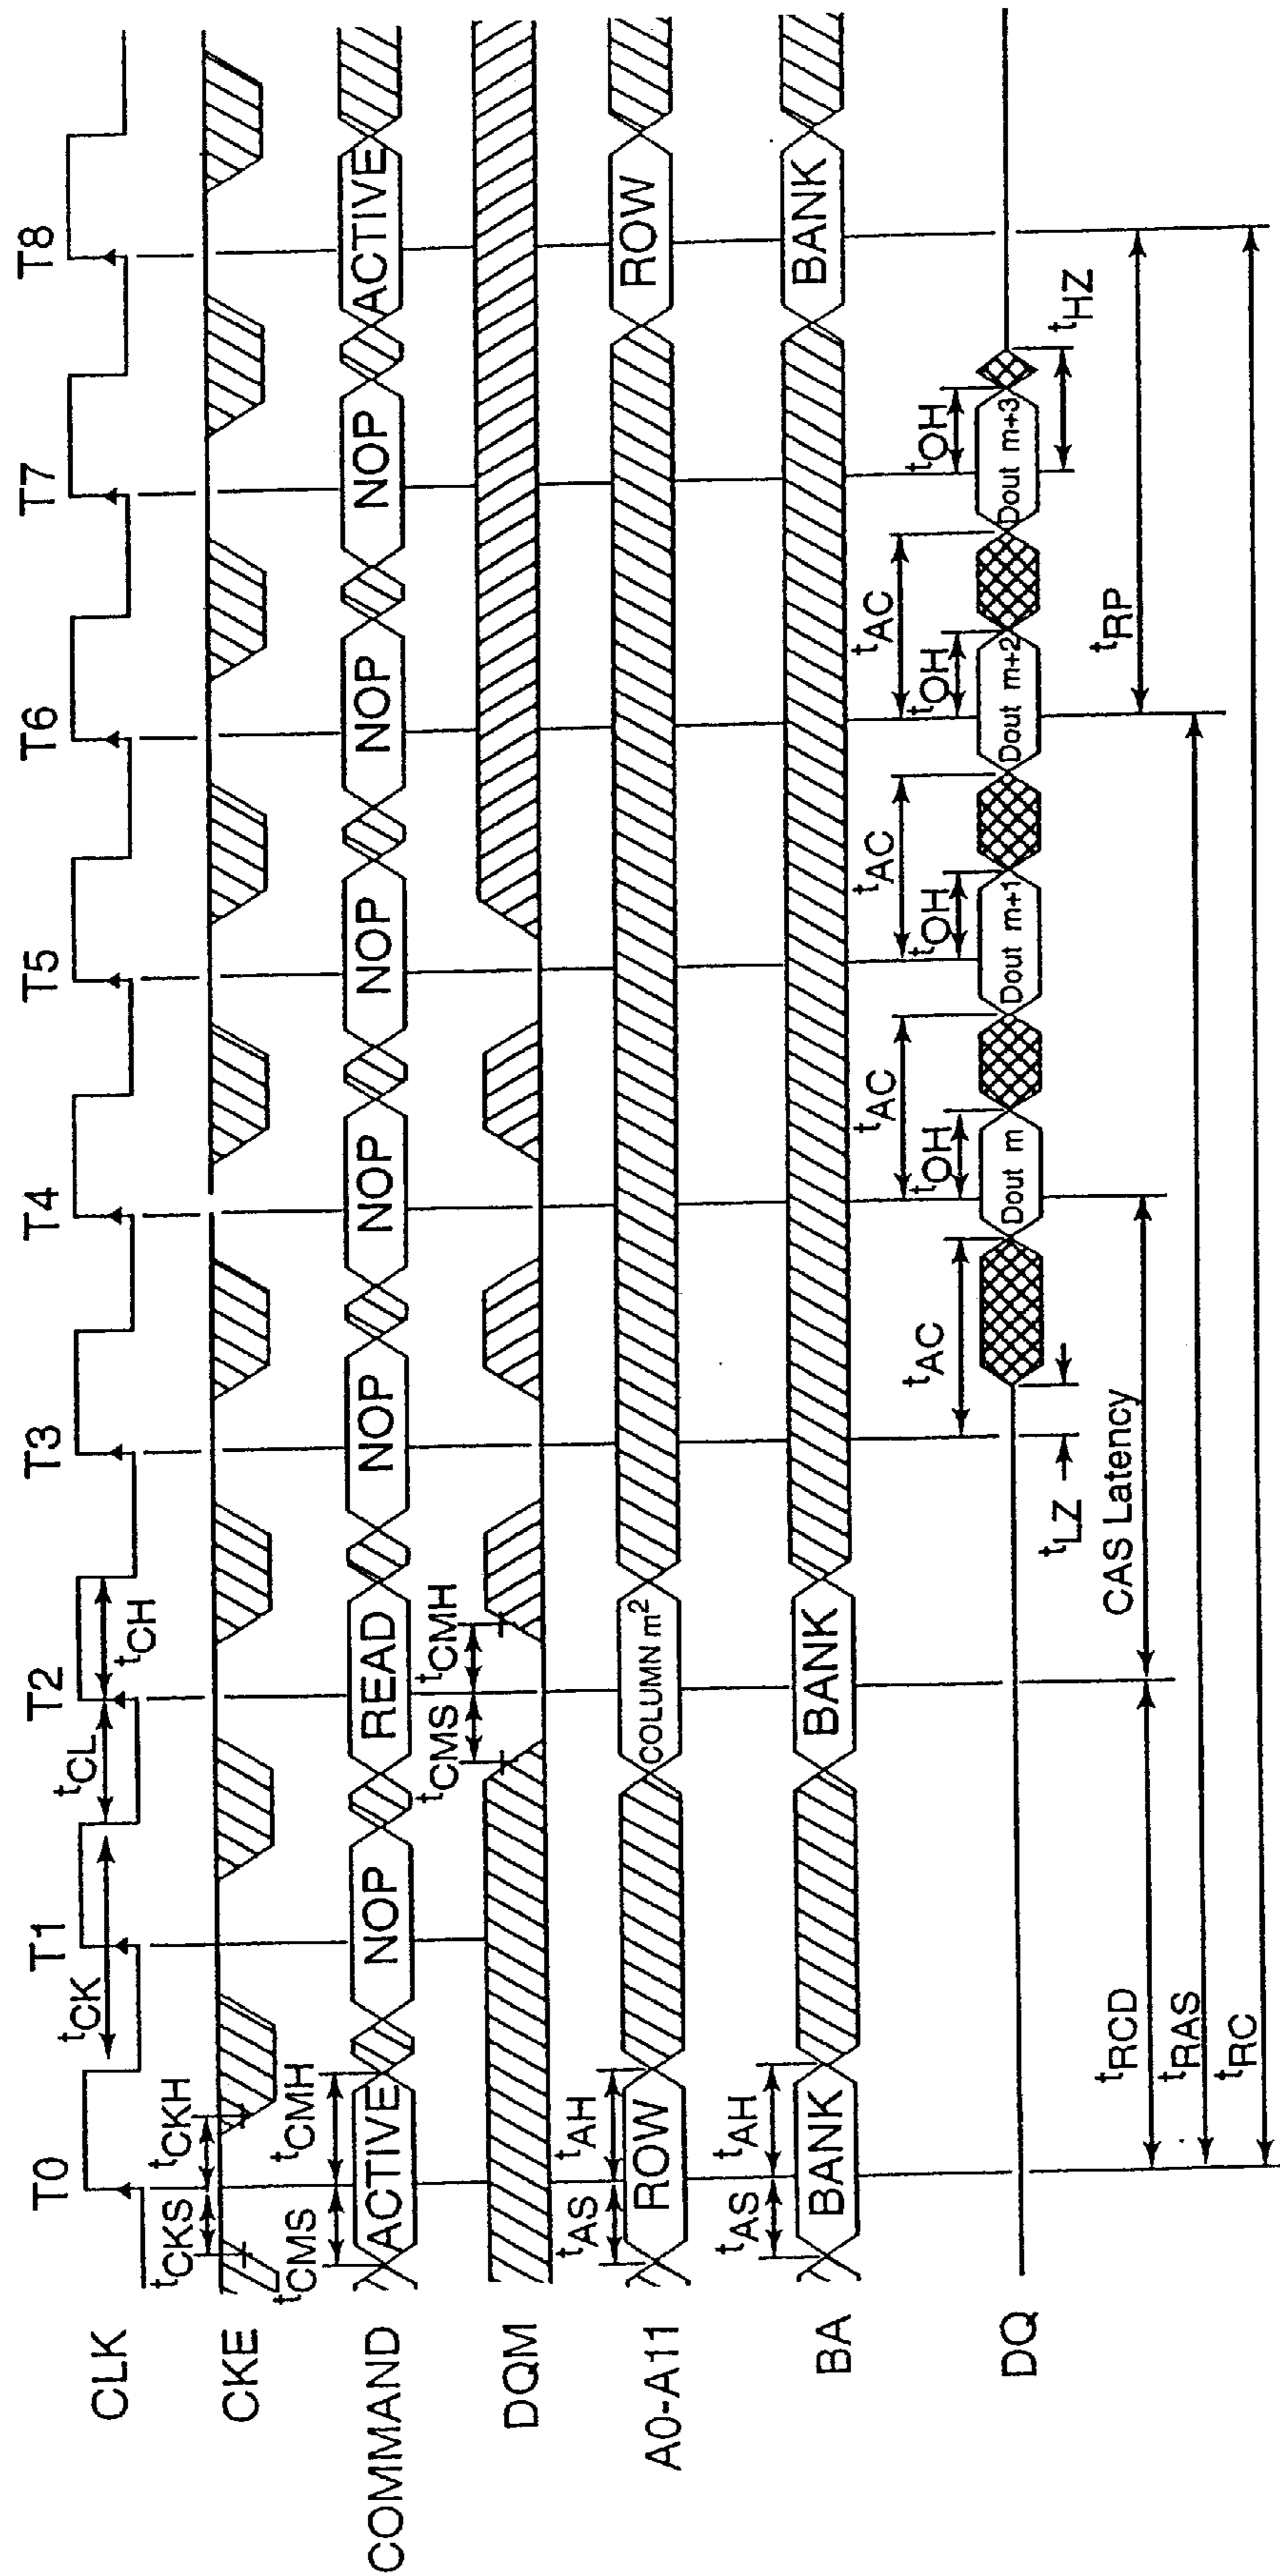 T0 T1 T2 T3 T4 T5 T6 T7 T8
CLK
tCK tCL tCH
CKE
tCKS tCKH
COMMAND
tCMS tCMH
ACTIVE NOP READ NOP NOP NOP NOP NOP ACTIVE
DQM
tCMS tCMH
A0-A11
tAS tAH
ROW COLUMN m2 ROW
BA
tAS tAH
BANK BANK BANK
DQ
tAC tAC tAC tAC
tOH tOH tOH tOH
Dout m Dout m+1 Dout m+2 Dout m+3
tLZ tHZ
tRCD CAS Latency tRP
tRAS
tRC